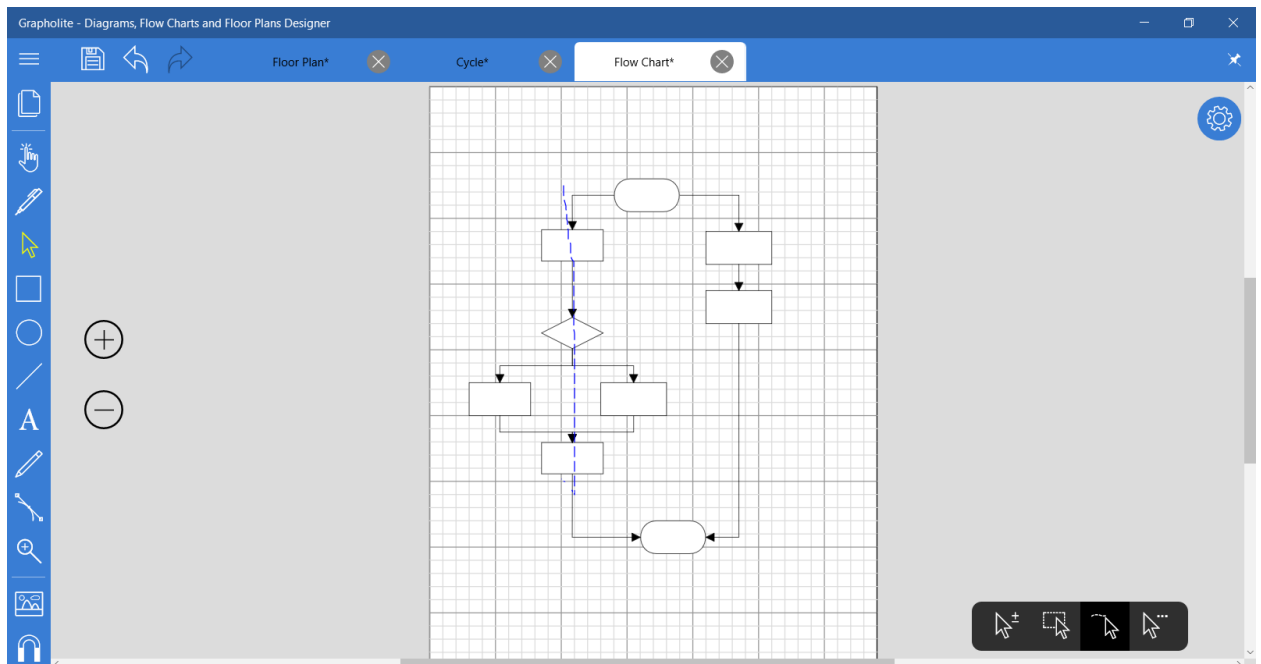 Grapholite - Diagrams, Flow Charts and Floor Plans Designer
Floor Plan*
Cycle*
Flow Chart*
A